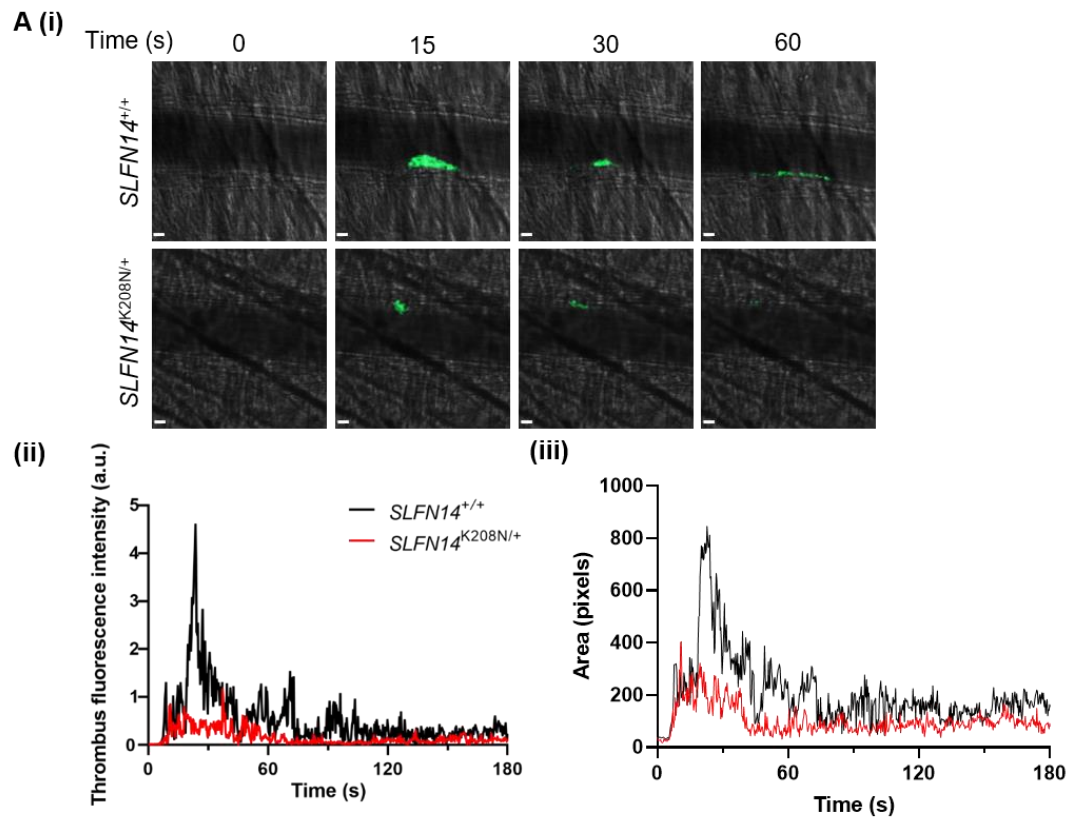 A (i)
Time (s) 0 15 30 60
SLFN14+/+
SLFN14K208N/+
(ii)
Thrombus fluorescence intensity (a.u.)
5
4
3
2
1
0
0 60 120 180
Time (s)
SLFN14+/+
SLFN14K208N/+
(iii)
Area (pixels)
1000
800
600
400
200
0
0 60 120 180
Time (s)